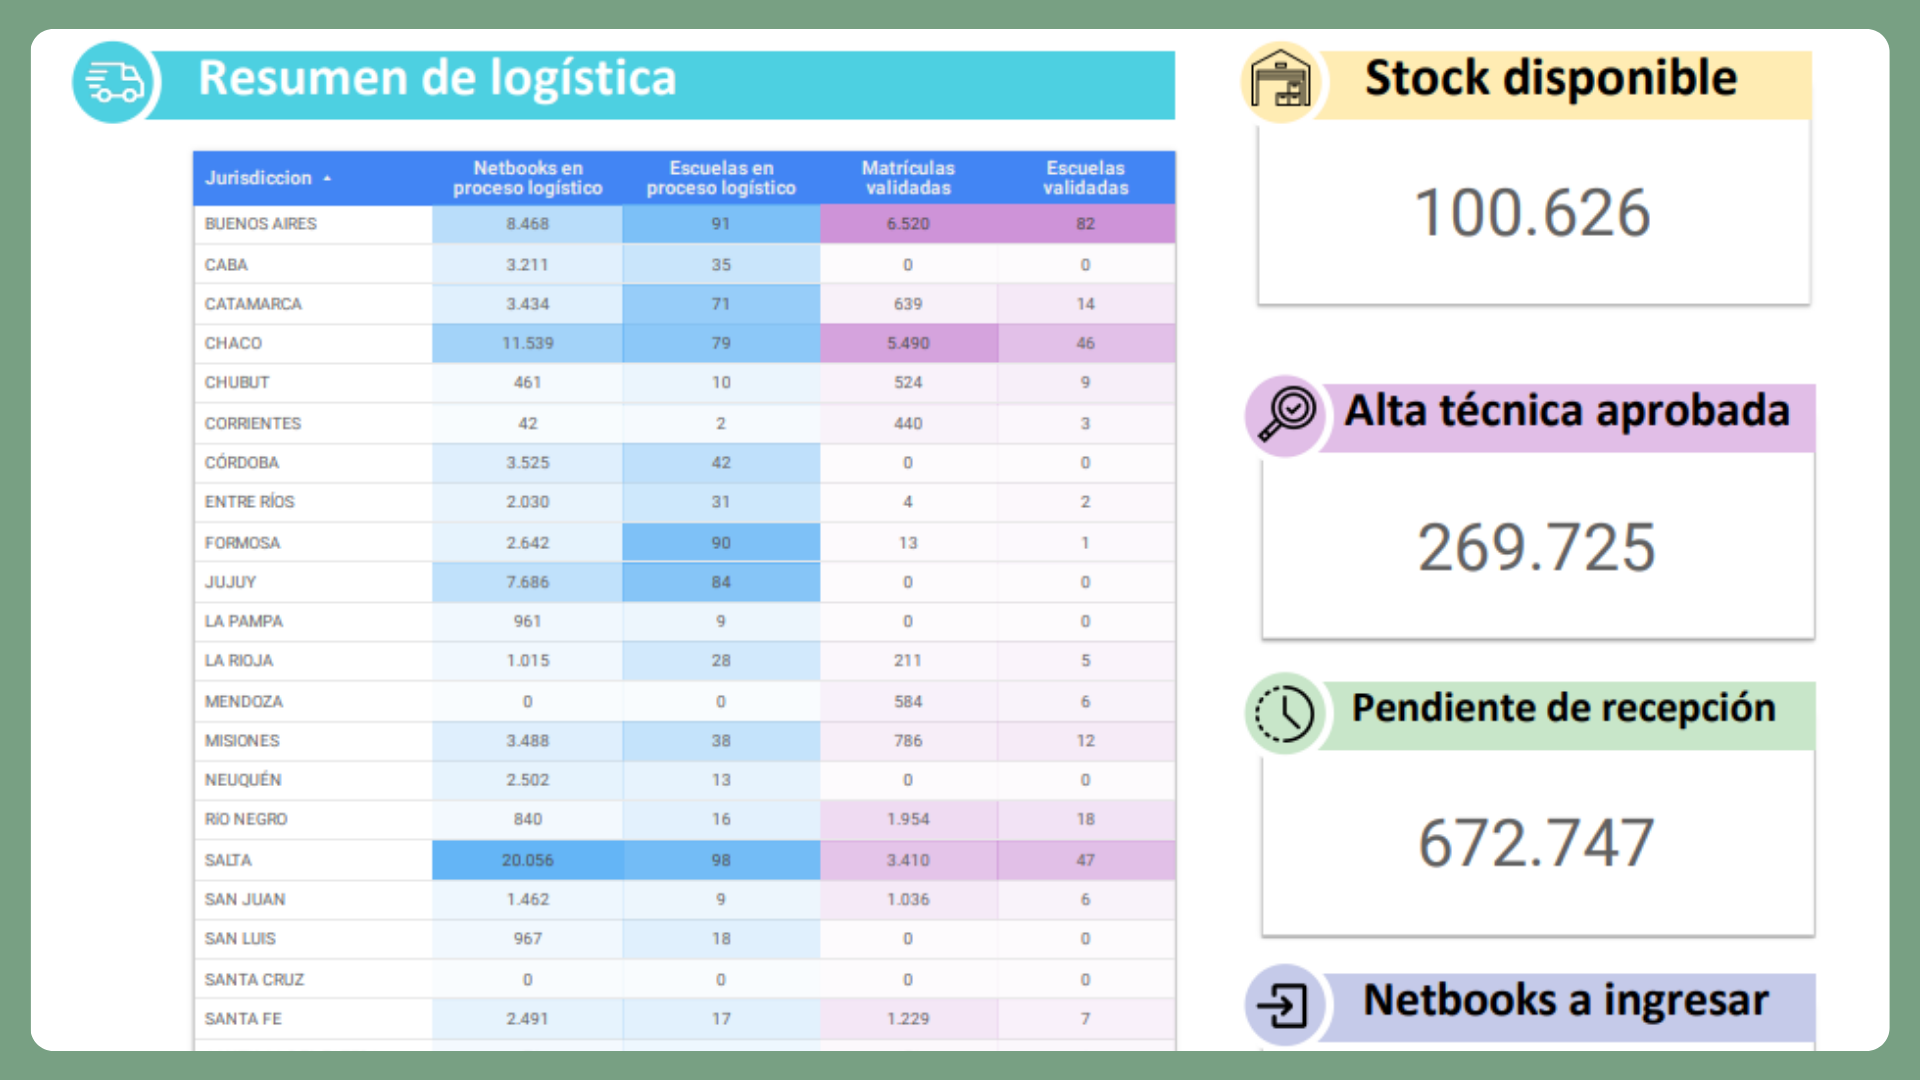 Resumen de logística
Jurisdiccion Netbooks en proceso logístico Escuelas en proceso logístico Matrículas validadas Escuelas validadas
BUENOS AIRES 8.468 91 6.520 82
CABA 3.211 35 0 0
CATAMARCA 3.434 71 639 14
CHACO 11.539 79 5.490 46
CHUBUT 461 10 524 9
CORRIENTES 42 2 440 3
CÓRDOBA 3.525 42 0 0
ENTRE RÍOS 2.030 31 4 2
FORMOSA 2.642 90 13 1
JUJUY 7.686 84 0 0
LA PAMPA 961 9 0 0
LA RIOJA 1.015 28 211 5
MENDOZA 0 0 584 6
MISIONES 3.488 38 786 12
NEUQUÉN 2.502 13 0 0
RÍO NEGRO 840 16 1.954 18
SALTA 20.056 98 3.410 47
SAN JUAN 1.462 9 1.036 6
SAN LUIS 967 18 0 0
SANTA CRUZ 0 0 0 0
SANTA FE 2.491 17 1.229 7
Stock disponible
100.626
Alta técnica aprobada
269.725
Pendiente de recepción
672.747
Netbooks a ingresar